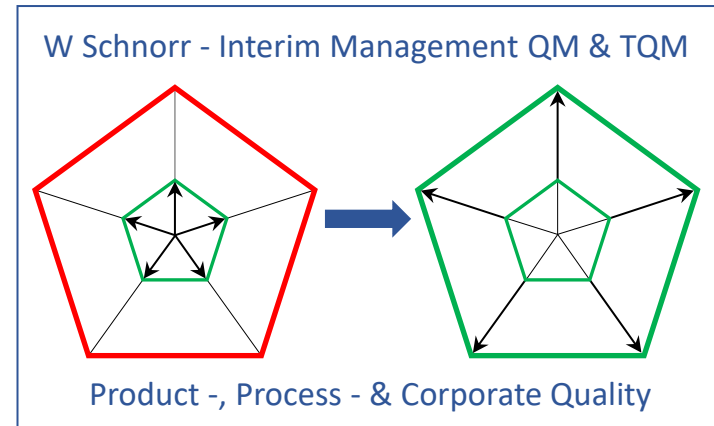 W Schnorr - Interim Management QM & TQM
Product -, Process - & Corporate Quality